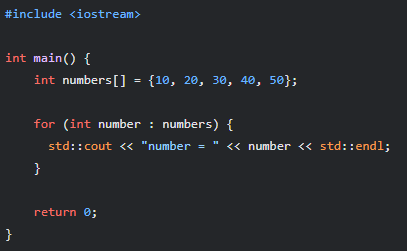 #include <iostream>

int main() {
    int numbers[] = {10, 20, 30, 40, 50};

    for (int number : numbers) {
      std::cout << "number = " << number << std::endl;
    }

    return 0;
}